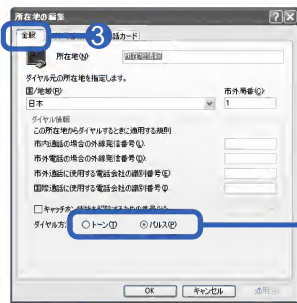 所在地の編集
全般 ③ 話カード
所在地(N)
ダイヤル元の所在地を指定します。
国/地域(R) 市外局番(C)
日本 1
ダイヤル情報
この所在地からダイヤルするときに適用する規則
市内通話の場合の外線発信番号(L):
市外電話の場合の外線発信番号(D):
市外通話に使用する電話会社の識別番号(E)
国際通話に使用する電話会社の識別番号(I)
ダイヤル方 トーン(T) パルス(P)
OK キャンセル 適用(A)